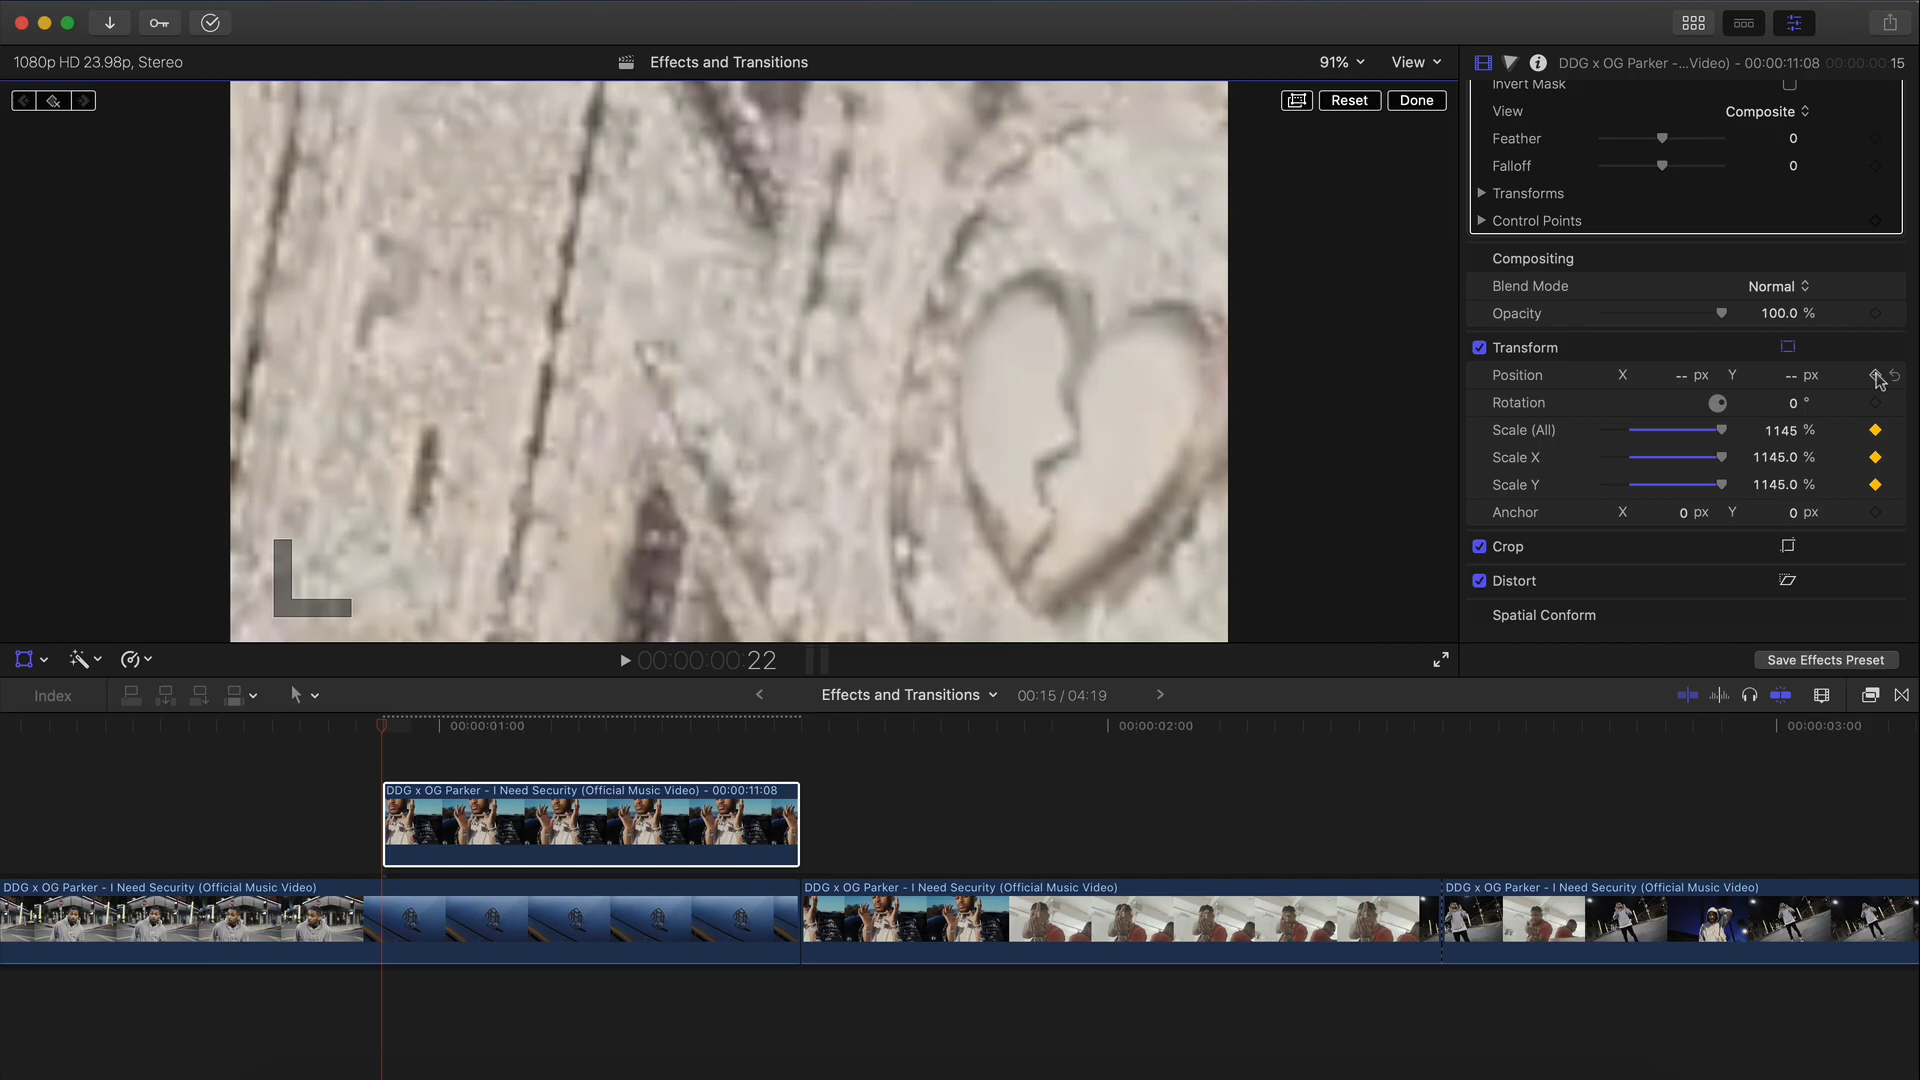 1080p HD 23.98p, Stereo
Effects and Transitions
91%
View
DDG x OG Parker -...Video) - 00:00:11:08
00:00:00:15
Reset
Done
Invert Mask
View
Composite
Feather
0
Falloff
0
Transforms
Control Points
Compositing
Blend Mode
Normal
Opacity
100.0 %
Transform
Position X -- px Y -- px
Rotation
0 °
Scale (All)
1145 %
Scale X
1145.0 %
Scale Y
1145.0 %
Anchor X 0 px Y 0 px
Crop
Distort
Spatial Conform
00:00:00:22
Save Effects Preset
Index
Effects and Transitions
00:15 / 04:19
00:00:01:00
00:00:02:00
00:00:03:00
DDG x OG Parker - I Need Security (Official Music Video) - 00:00:11:08
DDG x OG Parker - I Need Security (Official Music Video)
DDG x OG Parker - I Need Security (Official Music Video)
DDG x OG Parker - I Need Security (Official Music Video)